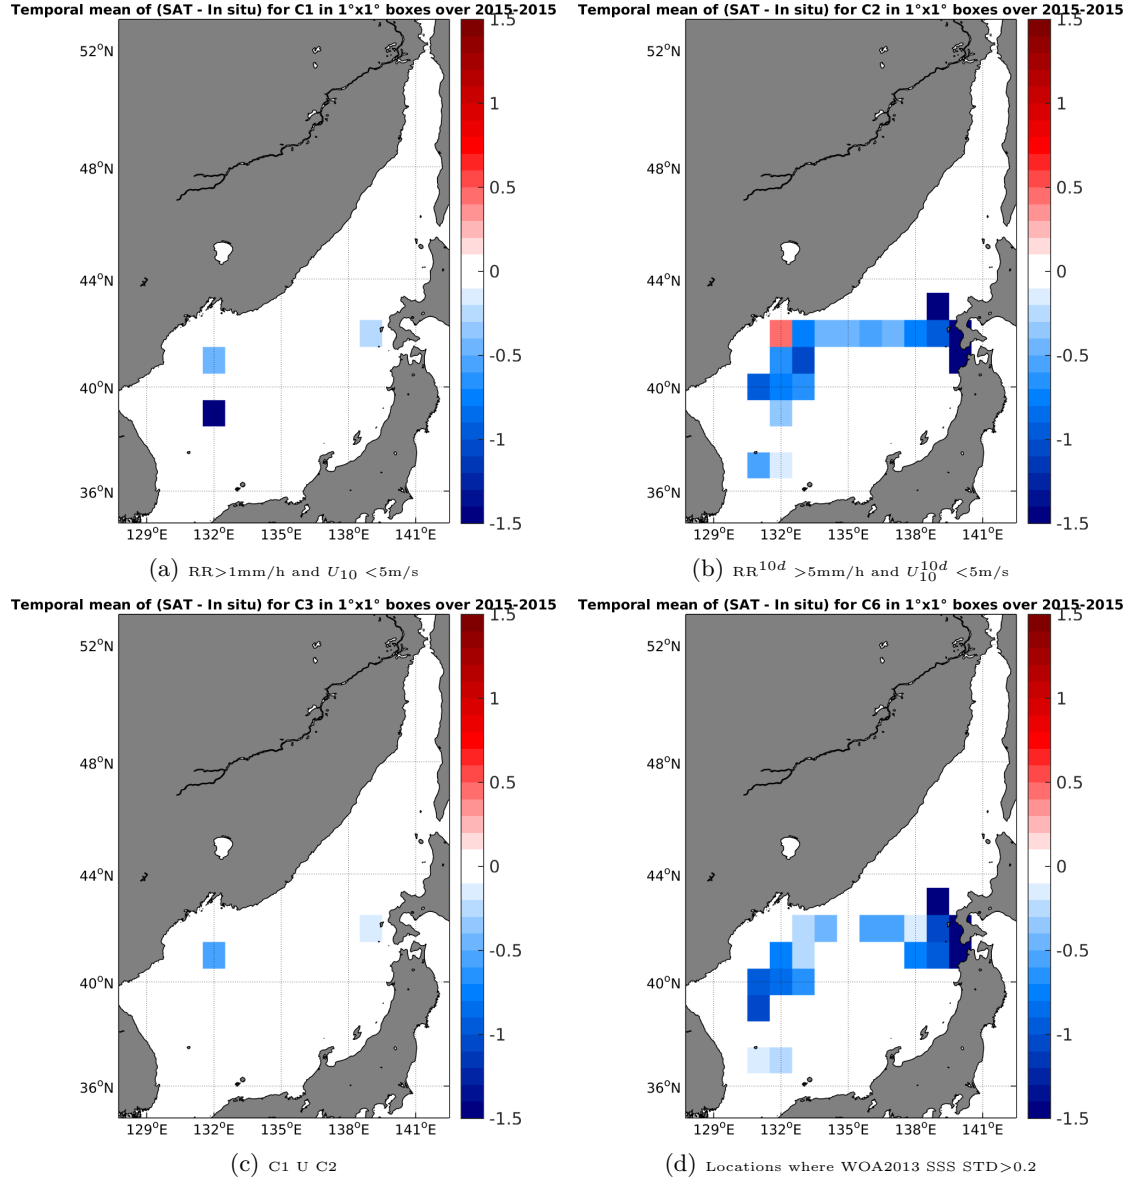 Temporal mean of (SAT - In situ) for C1 in 1°x1° boxes over 2015-2015
52°N
48°N
44°N
40°N
36°N
129°E 132°E 135°E 138°E 141°E
1.5
1
0.5
0
-0.5
-1
-1.5
(a) RR>1mm/h and U10 <5m/s
Temporal mean of (SAT - In situ) for C2 in 1°x1° boxes over 2015-2015
52°N
48°N
44°N
40°N
36°N
129°E 132°E 135°E 138°E 141°E
1.5
1
0.5
0
-0.5
-1
-1.5
(b) RR^10d >5mm/h and U10^10d <5m/s
Temporal mean of (SAT - In situ) for C3 in 1°x1° boxes over 2015-2015
52°N
48°N
44°N
40°N
36°N
129°E 132°E 135°E 138°E 141°E
1.5
1
0.5
0
-0.5
-1
-1.5
(c) C1 U C2
Temporal mean of (SAT - In situ) for C6 in 1°x1° boxes over 2015-2015
52°N
48°N
44°N
40°N
36°N
129°E 132°E 135°E 138°E 141°E
1.5
1
0.5
0
-0.5
-1
-1.5
(d) Locations where WOA2013 SSS STD>0.2